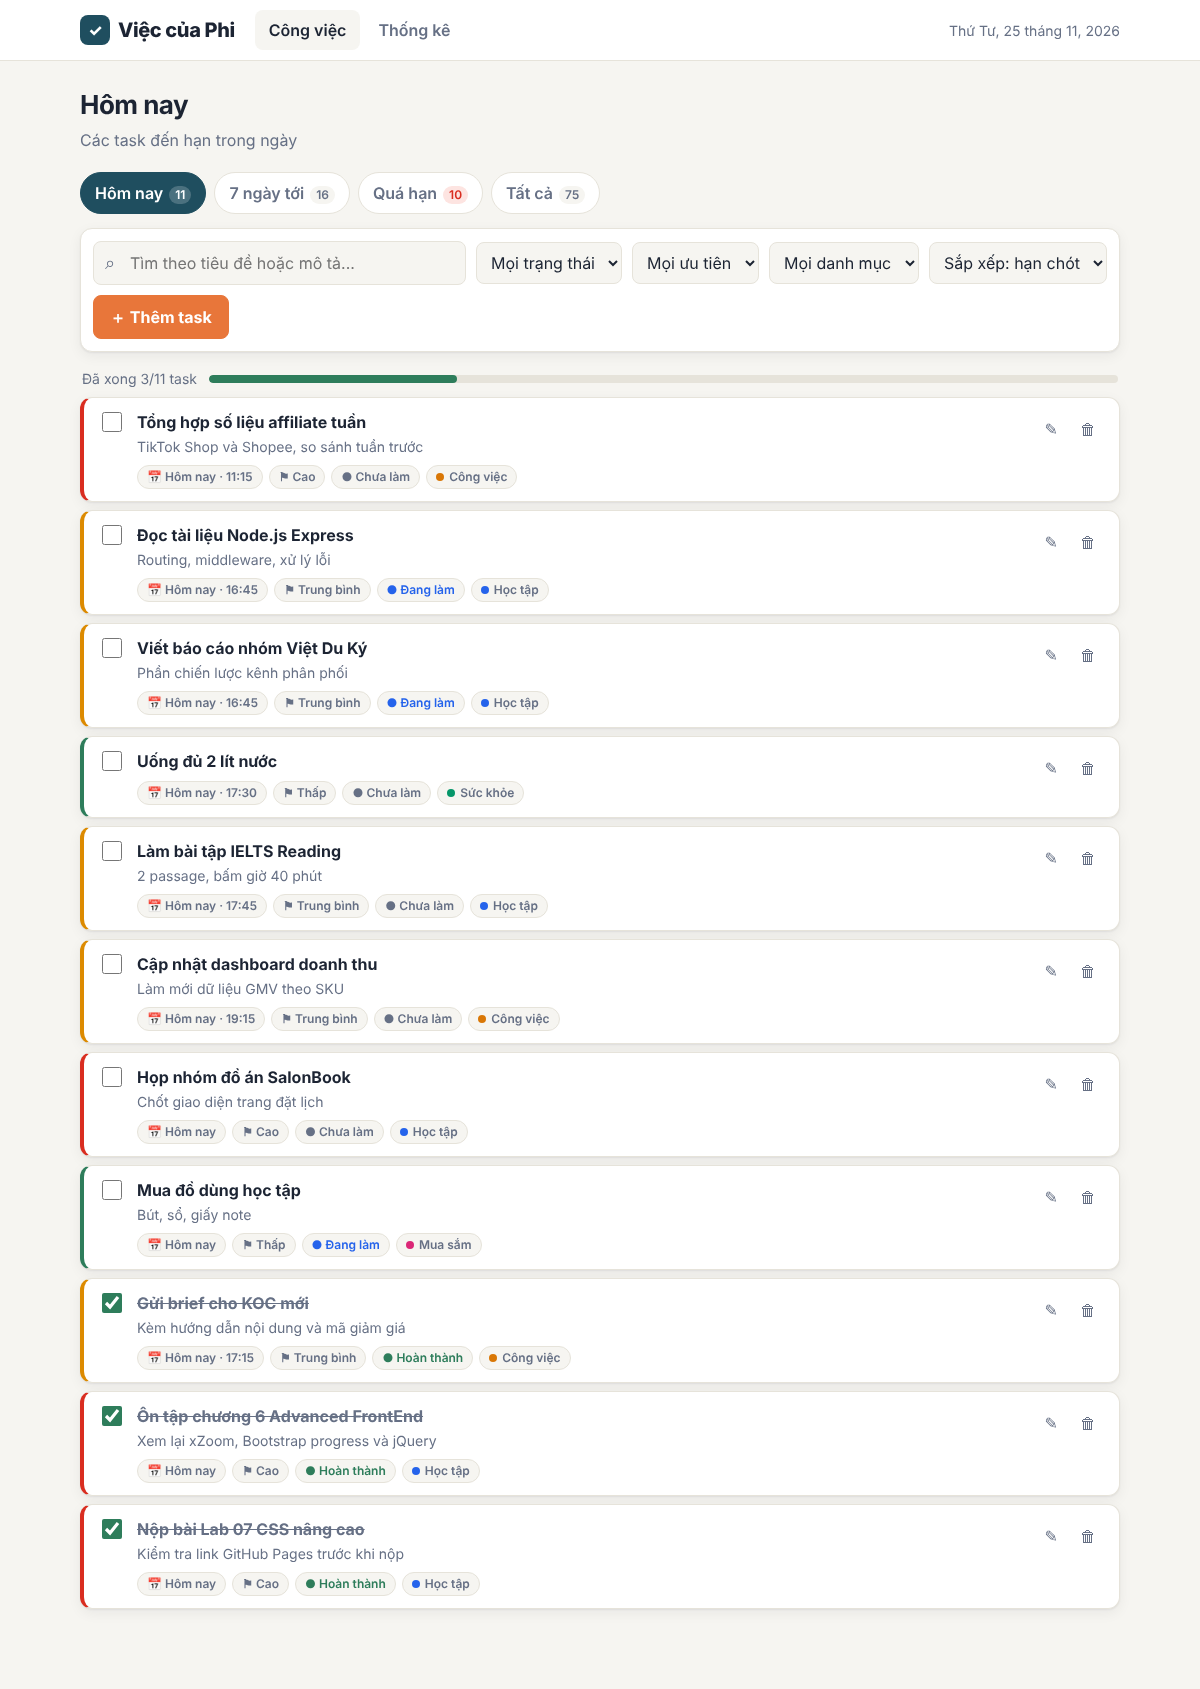 Việc của Phi Công việc Thống kê Thứ Tư, 25 tháng 11, 2026
Hôm nay
Các task đến hạn trong ngày
Hôm nay 11 7 ngày tới 16 Quá hạn 10 Tất cả 75
Tìm theo tiêu đề hoặc mô tả... Mọi trạng thái Mọi ưu tiên Mọi danh mục Sắp xếp: hạn chót
+ Thêm task
Đã xong 3/11 task
Tổng hợp số liệu affiliate tuần
TikTok Shop và Shopee, so sánh tuần trước
Hôm nay · 11:15 Cao Chưa làm Công việc
Đọc tài liệu Node.js Express
Routing, middleware, xử lý lỗi
Hôm nay · 16:45 Trung bình Đang làm Học tập
Viết báo cáo nhóm Việt Du Ký
Phần chiến lược kênh phân phối
Hôm nay · 16:45 Trung bình Đang làm Học tập
Uống đủ 2 lít nước
Hôm nay · 17:30 Thấp Chưa làm Sức khỏe
Làm bài tập IELTS Reading
2 passage, bấm giờ 40 phút
Hôm nay · 17:45 Trung bình Chưa làm Học tập
Cập nhật dashboard doanh thu
Làm mới dữ liệu GMV theo SKU
Hôm nay · 19:15 Trung bình Chưa làm Công việc
Họp nhóm đồ án SalonBook
Chốt giao diện trang đặt lịch
Hôm nay Cao Chưa làm Học tập
Mua đồ dùng học tập
Bút, sổ, giấy note
Hôm nay Thấp Đang làm Mua sắm
Gửi brief cho KOC mới
Kèm hướng dẫn nội dung và mã giảm giá
Hôm nay · 17:15 Trung bình Hoàn thành Công việc
Ôn tập chương 6 Advanced FrontEnd
Xem lại xZoom, Bootstrap progress và jQuery
Hôm nay Cao Hoàn thành Học tập
Nộp bài Lab 07 CSS nâng cao
Kiểm tra link GitHub Pages trước khi nộp
Hôm nay Cao Hoàn thành Học tập